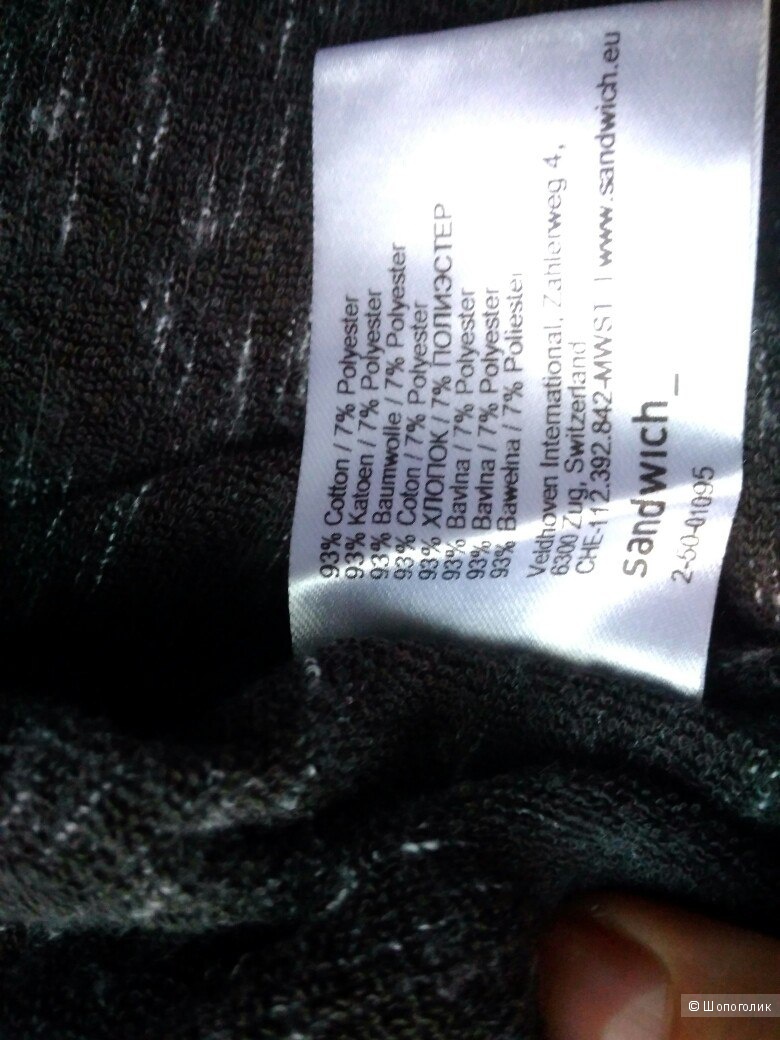 93% Cotton / 7% Polyester
93% Katoen / 7% Polyester
93% Baumwolle / 7% Polyester
93% Coton / 7% Polyester
93% ХЛОПОК / 7% ПОЛИЭСТЕР
93% Bavlna / 7% Polyester
93% Bavlna / 7% Polyester
93% Bawełna / 7% Poliester
Veldhoven International, Zahlerweg 4,
6300 Zug, Switzerland
CHE-112.392.842-MWST | www.sandwich.eu
sandwich_
2-60-01095
© Шопоголик